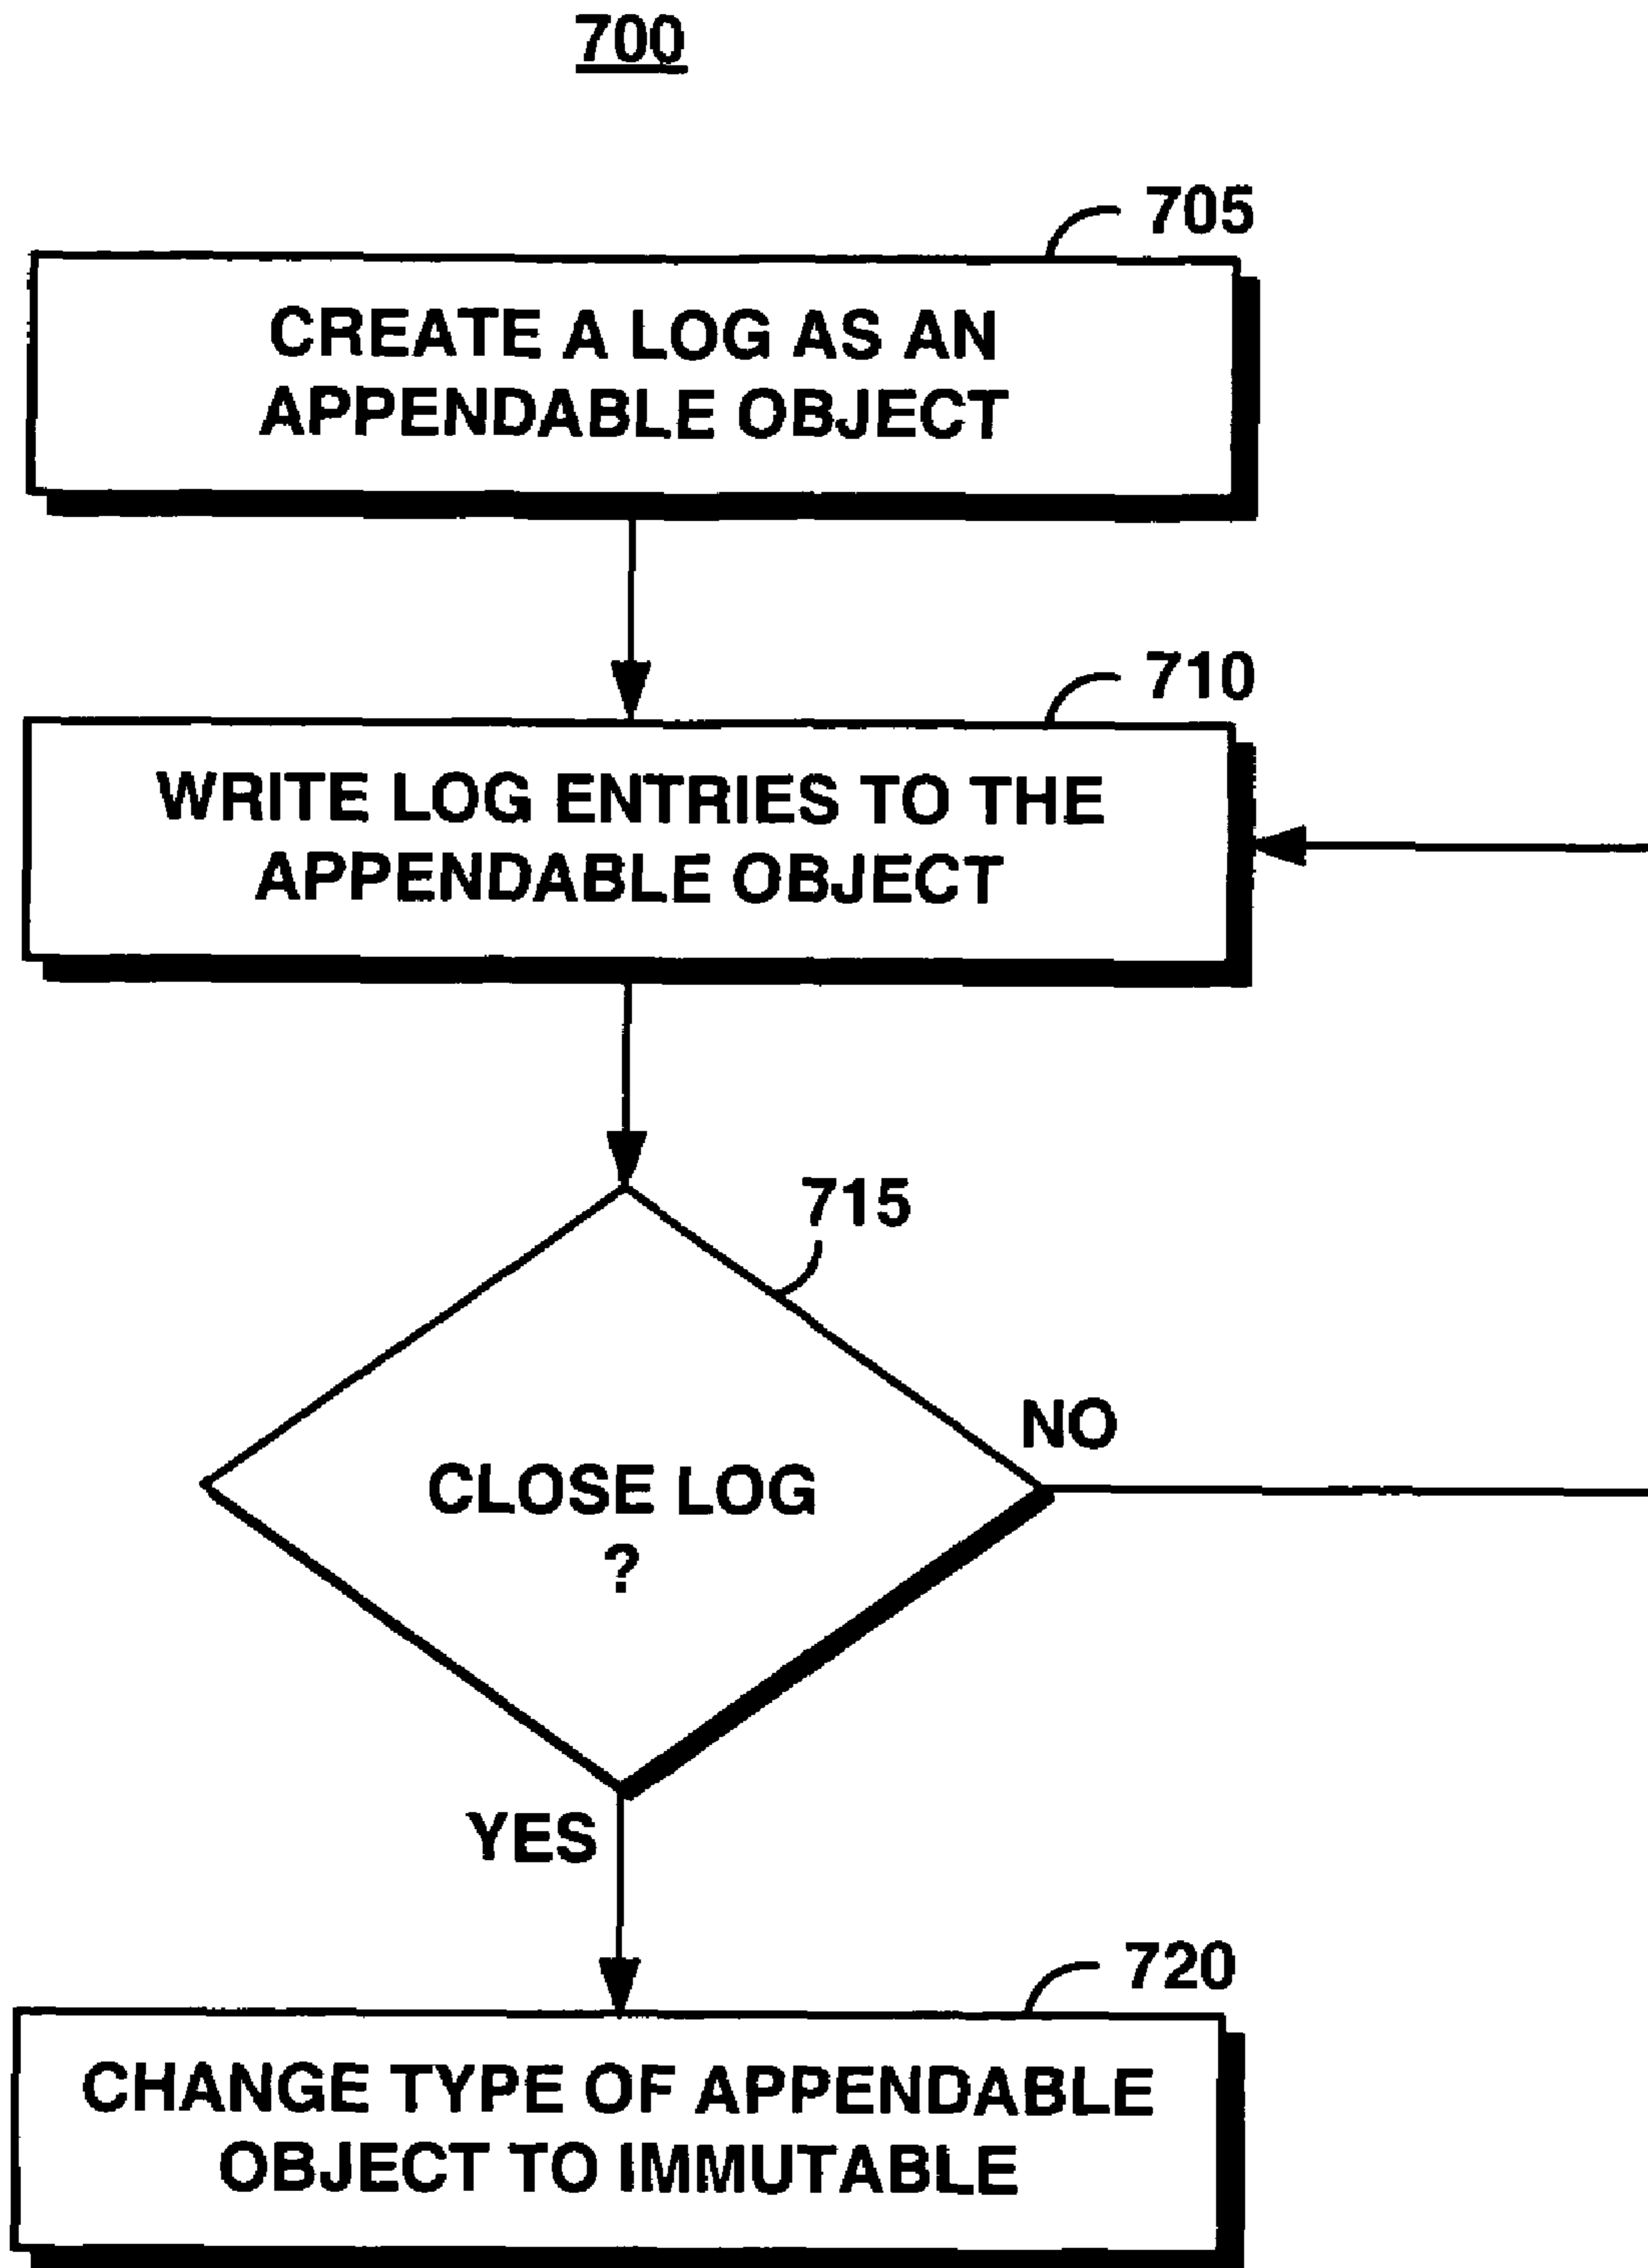 700
705
CREATE A LOG AS AN
APPENDABLE OBJECT
710
WRITE LOG ENTRIES TO THE
APPENDABLE OBJECT
715
NO
CLOSE LOG
?
YES
720
CHANGE TYPE OF APPENDABLE
OBJECT TO IMMUTABLE